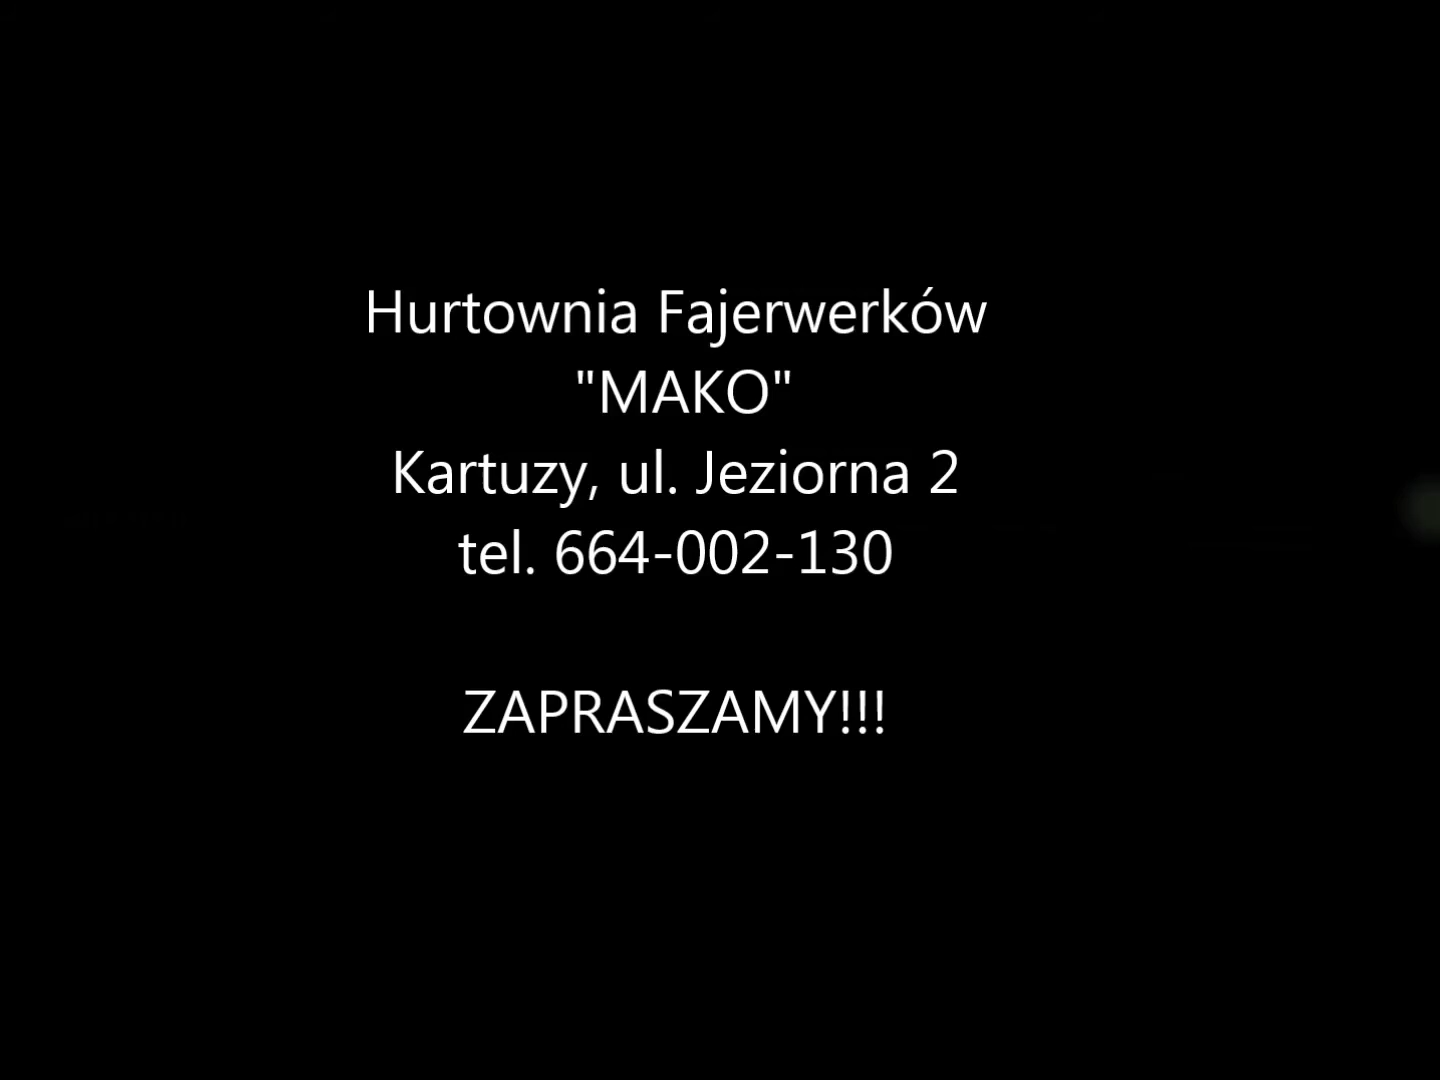 Hurtownia Fajerwerków
"MAKO"
Kartuzy, ul. Jeziorna 2
tel. 664-002-130
ZAPRASZAMY!!!